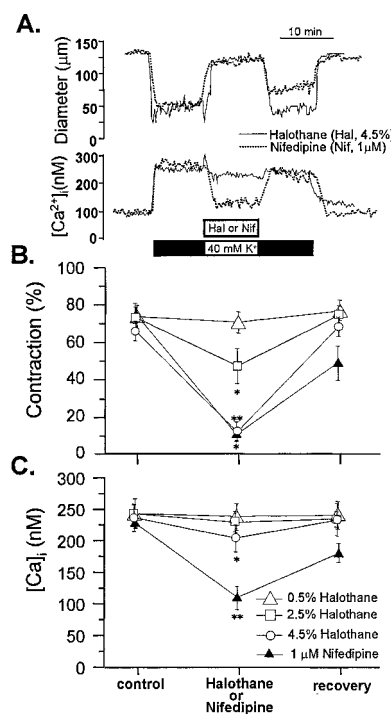 A.
10 min
Diameter (μm)
150
100
50
0
Halothane (Hal, 4.5%)
Nifedipine (Nif, 1μM)
[Ca2+]i(nM)
300
200
100
0
Hal or Nif
40 mM K+
B.
Contraction (%)
80
60
40
20
0
*
**
*
C.
[Ca]i (nM)
300
250
200
150
100
50
0
*
**
0.5% Halothane
2.5% Halothane
4.5% Halothane
1 μM Nifedipine
control
Halothane
or
Nifedipine
recovery